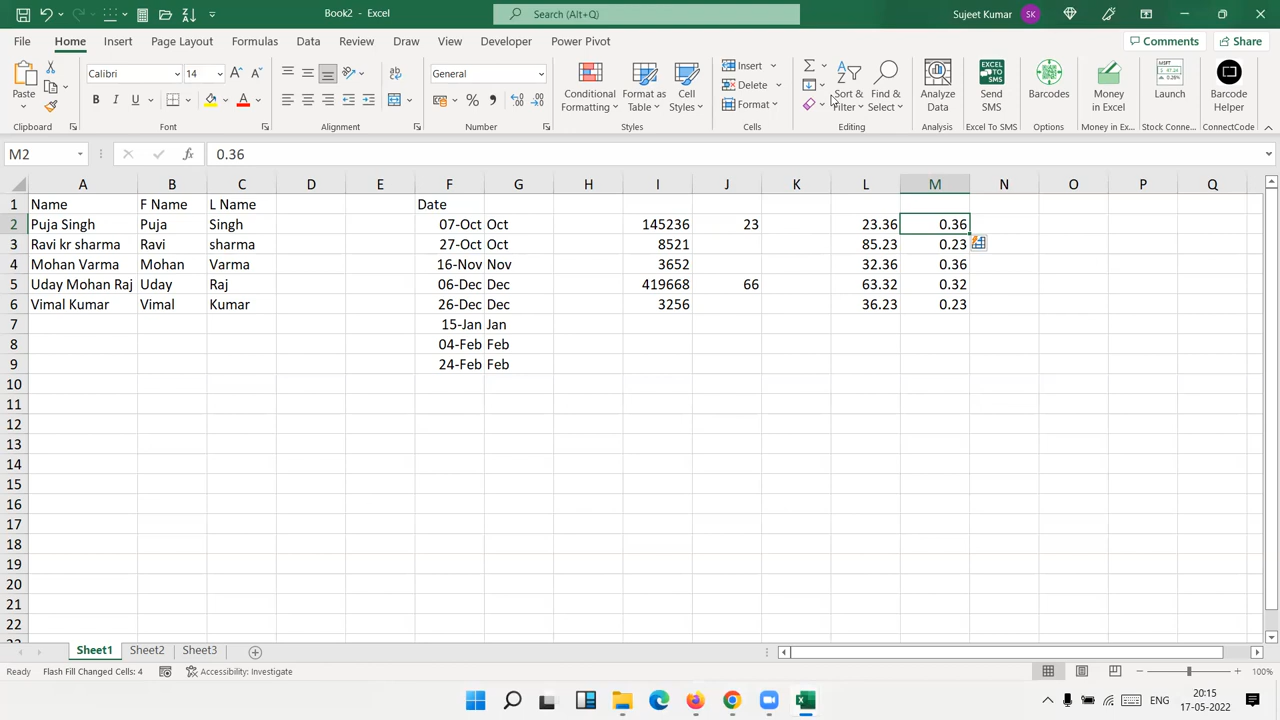 Book2 - Excel
Search (Alt+Q)
Sujeet Kumar
SK
File Home Insert Page Layout Formulas Data Review View Developer Power Pivot
Comments
Share
Paste
Clipboard
Calibri 14
B I U
Font
Alignment
General
Number
Conditional Formatting
Format as Table
Cell Styles
Styles
Insert
Delete
Format
Cells
Sort & Filter
Find & Select
Editing
Analyze Data
Analysis
EXCEL TO SMS
Send SMS
Excel To SMS
Barcodes
Options
Money in Excel
Money in Ex...
Launch
Stock Conne...
Barcode Helper
ConnectCode
M2 fx 0.36
A B C D E F G H I J K L M N O P Q
1 Name F Name L Name Date
2 Puja Singh Puja Singh 07-Oct Oct 145236 23 23.36 0.36
3 Ravi kr sharma Ravi sharma 27-Oct Oct 8521 85.23 0.23
4 Mohan Varma Mohan Varma 16-Nov Nov 3652 32.36 0.36
5 Uday Mohan Raj Uday Raj 06-Dec Dec 419668 66 63.32 0.32
6 Vimal Kumar Vimal Kumar 26-Dec Dec 3256 36.23 0.23
7 15-Jan Jan
8 04-Feb Feb
9 24-Feb Feb
10
11
12
13
14
15
16
17
18
19
20
21
22
Sheet1 Sheet2 Sheet3
Ready Flash Fill Changed Cells: 4 Accessibility: Investigate 100%
ENG
20:15
17-05-2022